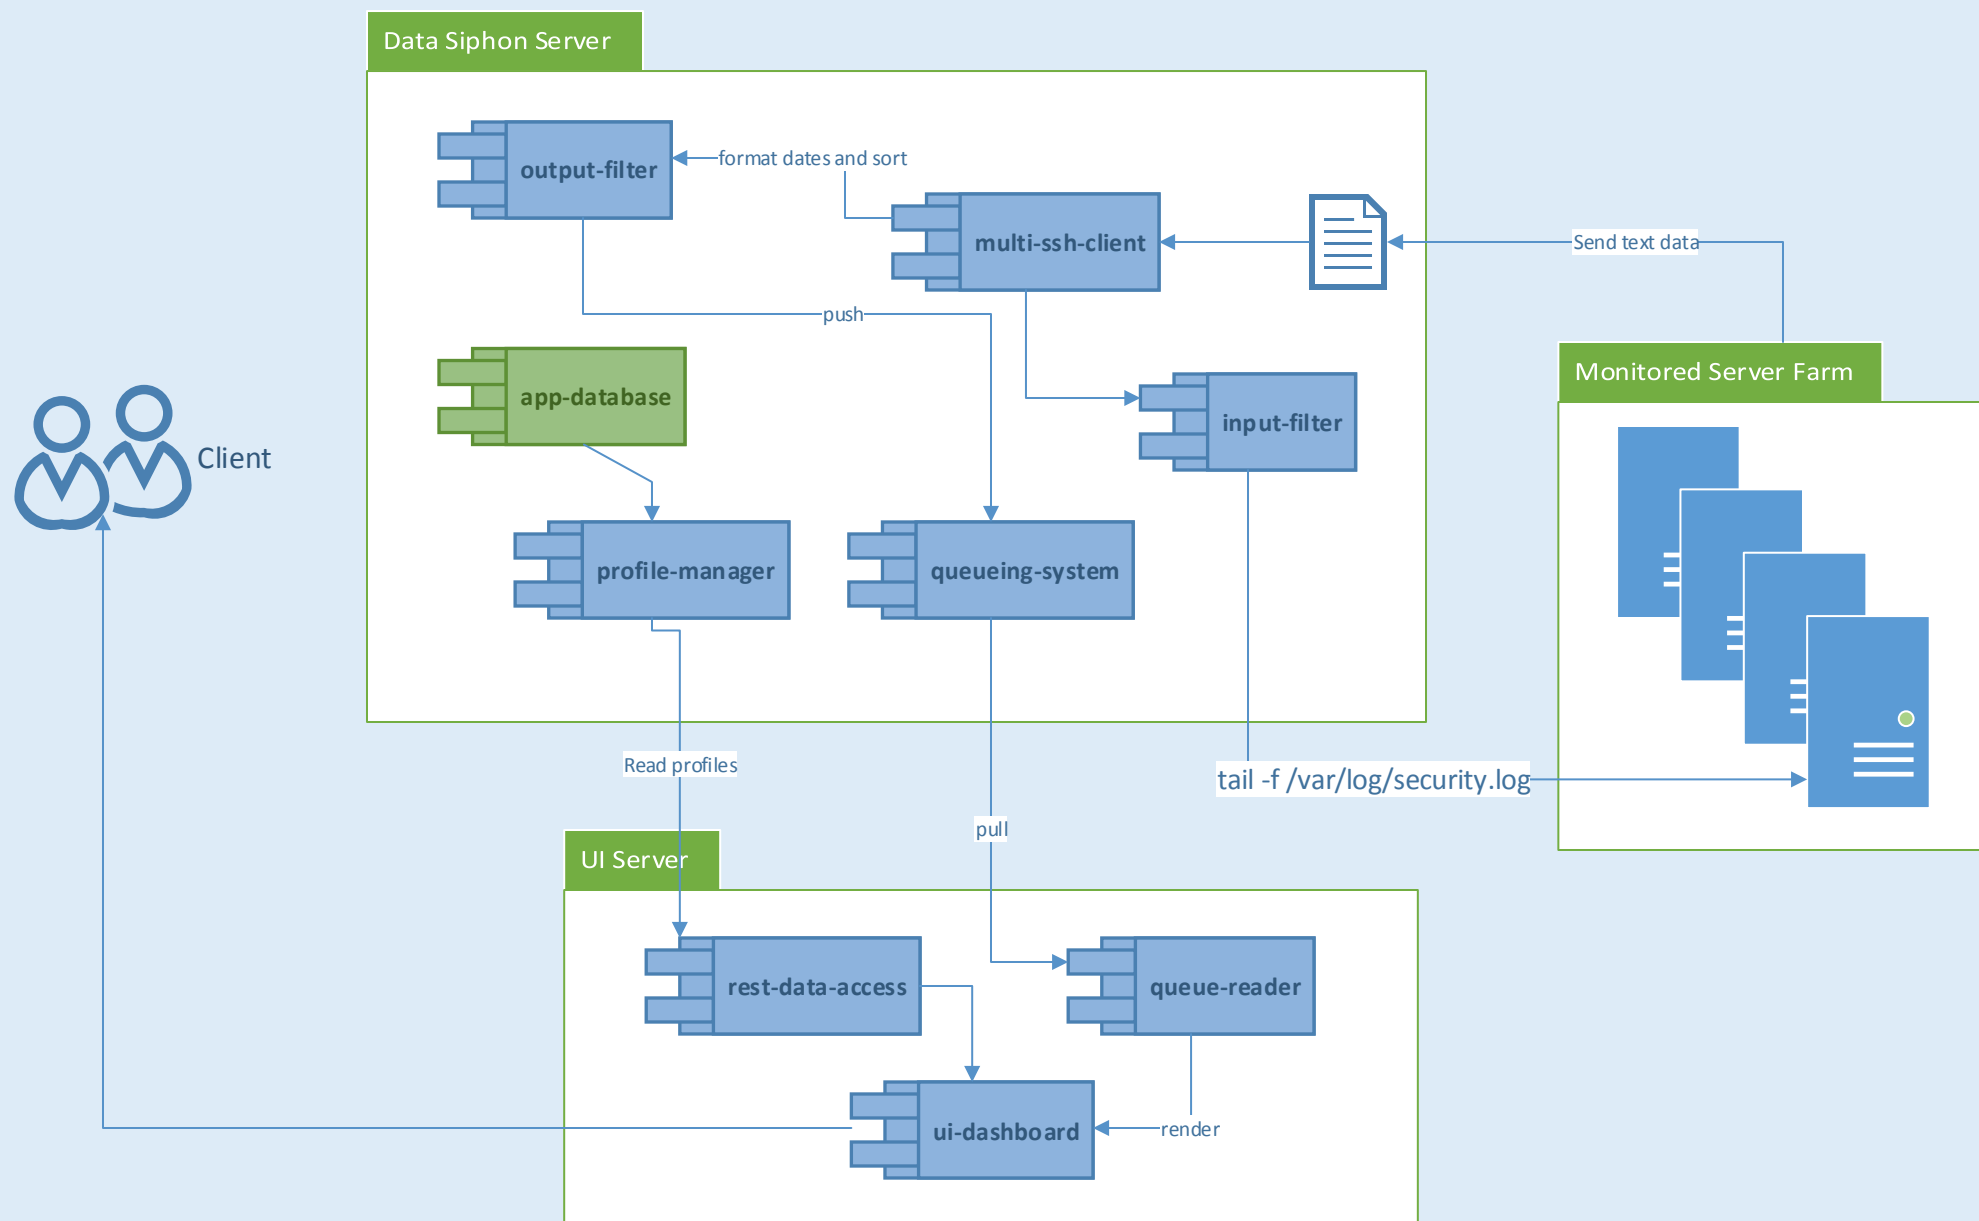 Data Siphon Server
output-filter
format dates and sort
multi-ssh-client
Send text data
push
app-database
input-filter
Monitored Server Farm
Client
profile-manager
queueing-system
Read profiles
tail -f /var/log/security.log
pull
UI Server
rest-data-access
queue-reader
ui-dashboard
render